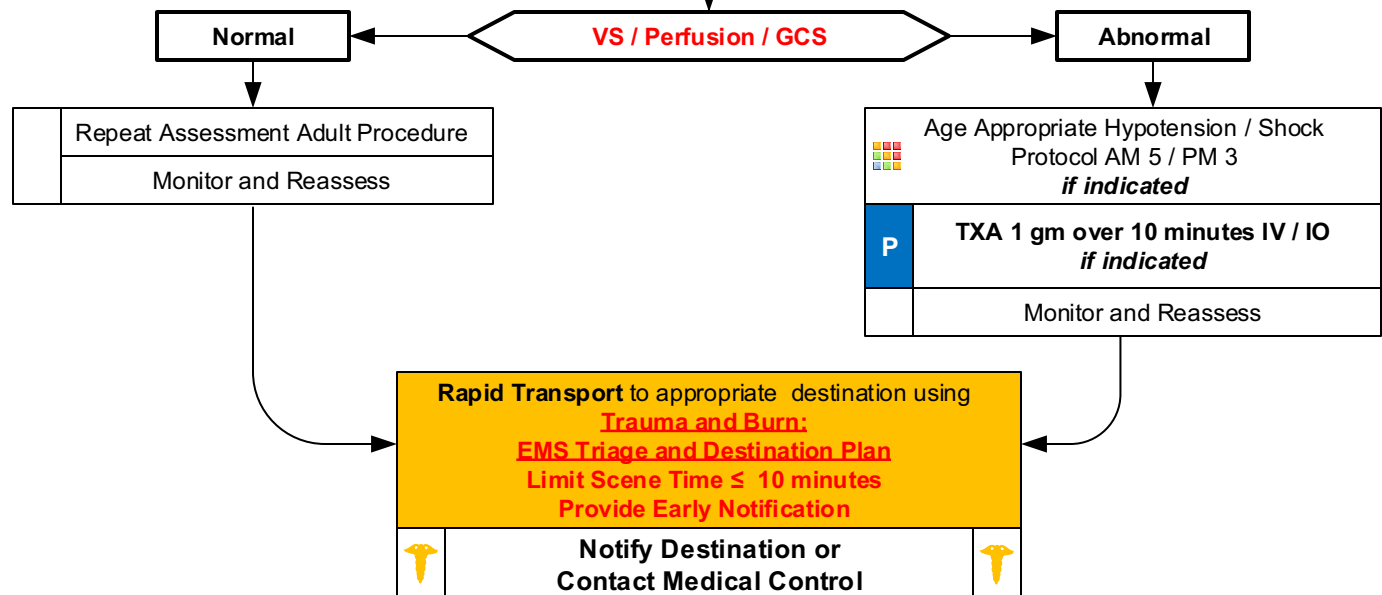 Normal
VS / Perfusion / GCS
Abnormal
Repeat Assessment Adult Procedure
Monitor and Reassess
Age Appropriate Hypotension / Shock
Protocol AM 5 / PM 3
if indicated
P
TXA 1 gm over 10 minutes IV / IO
if indicated
Monitor and Reassess
Rapid Transport to appropriate destination using
Trauma and Burn:
EMS Triage and Destination Plan
Limit Scene Time ≤ 10 minutes
Provide Early Notification
Notify Destination or
Contact Medical Control